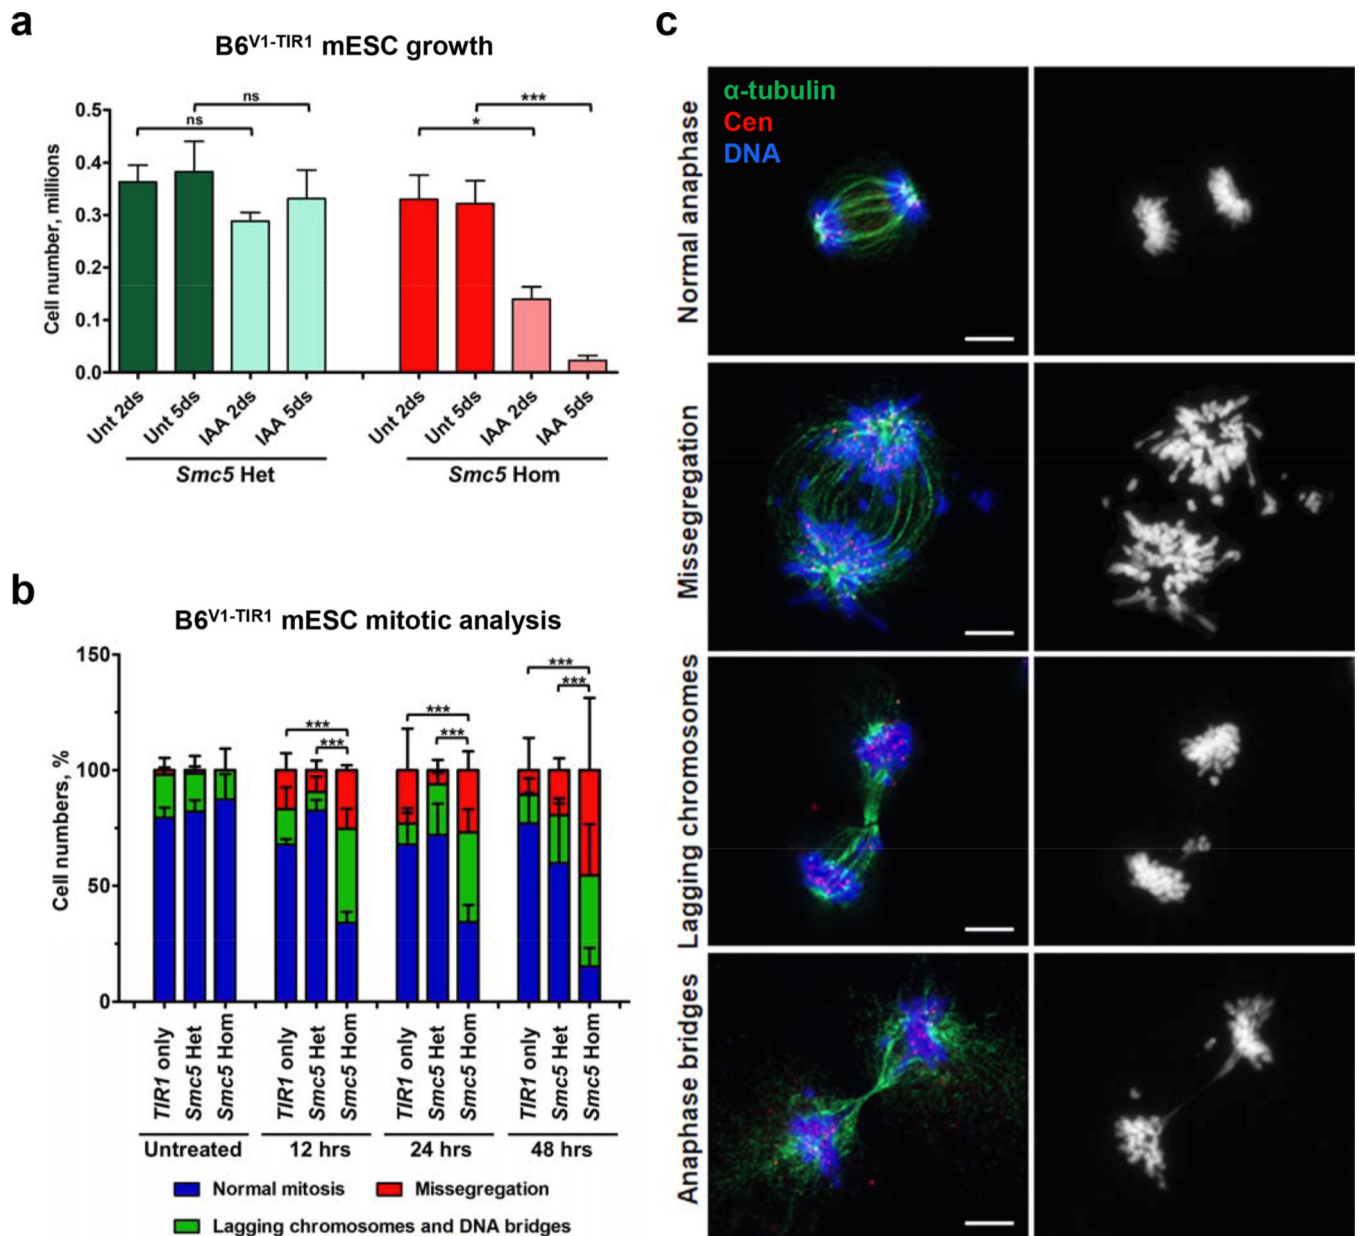 a
B6V1-TIR1 mESC growth
Cell number, millions
0.5
0.4
0.3
0.2
0.1
0.0
ns
ns
***
*
Unt 2ds
Unt 5ds
IAA 2ds
IAA 5ds
Unt 2ds
Unt 5ds
IAA 2ds
IAA 5ds
Smc5 Het
Smc5 Hom
b
B6V1-TIR1 mESC mitotic analysis
Cell numbers, %
150
100
50
0
***
***
***
***
***
***
TIR1 only
Smc5 Het
Smc5 Hom
TIR1 only
Smc5 Het
Smc5 Hom
TIR1 only
Smc5 Het
Smc5 Hom
TIR1 only
Smc5 Het
Smc5 Hom
Untreated
12 hrs
24 hrs
48 hrs
Normal mitosis
Missegregation
Lagging chromosomes and DNA bridges
c
α-tubulin
Cen
DNA
Normal anaphase
Missegregation
Lagging chromosomes
Anaphase bridges